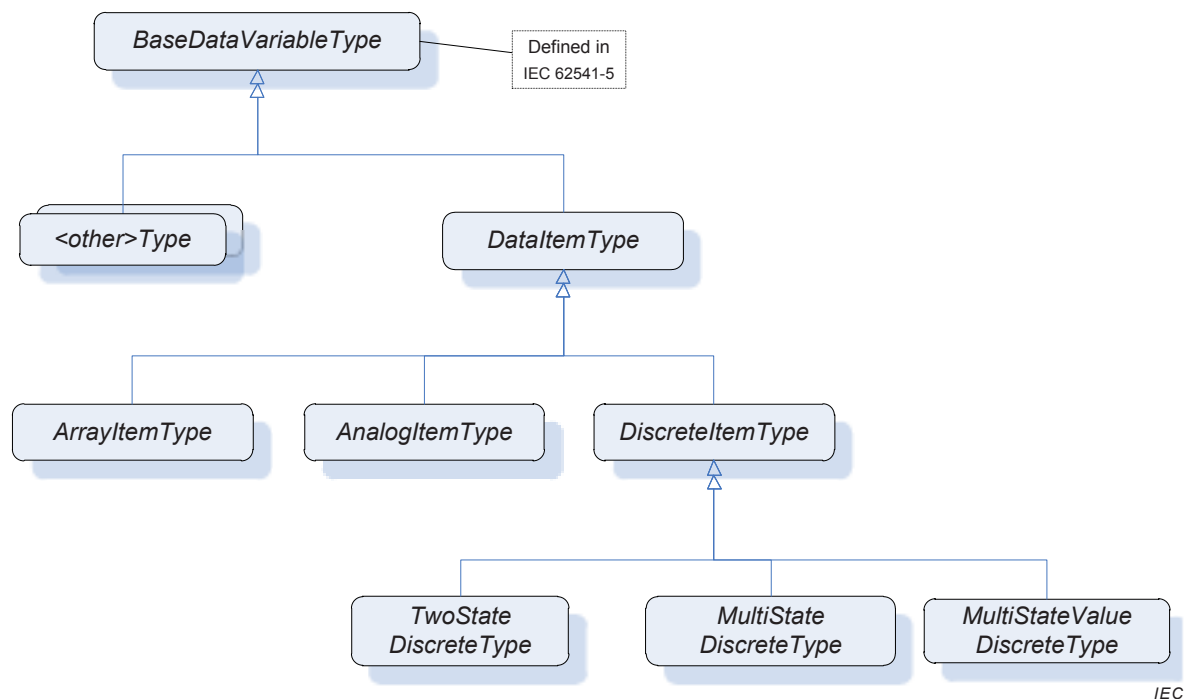 BaseDataVariableType
Defined in
IEC 62541-5
<other>Type
DataItemType
ArrayItemType
AnalogItemType
DiscreteItemType
TwoState
DiscreteType
MultiState
DiscreteType
MultiStateValue
DiscreteType
IEC